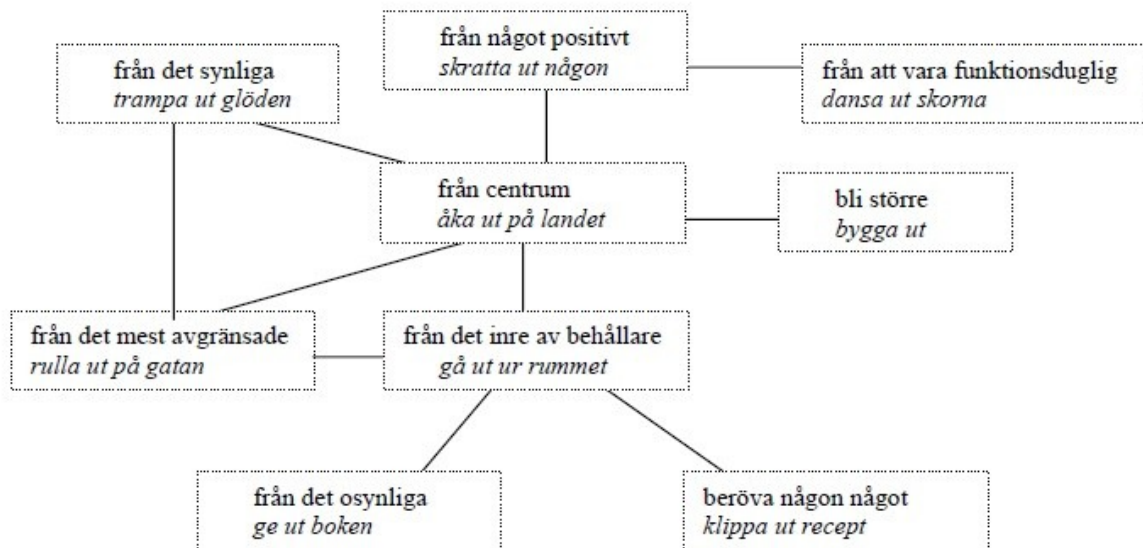 från något positivt
skratta ut någon
från det synliga
trampa ut glöden
från att vara funktionsduglig
dansa ut skorna
från centrum
åka ut på landet
bli större
bygga ut
från det mest avgränsade
rulla ut på gatan
från det inre av behållare
gå ut ur rummet
från det osynliga
ge ut boken
beröva någon något
klippa ut recept